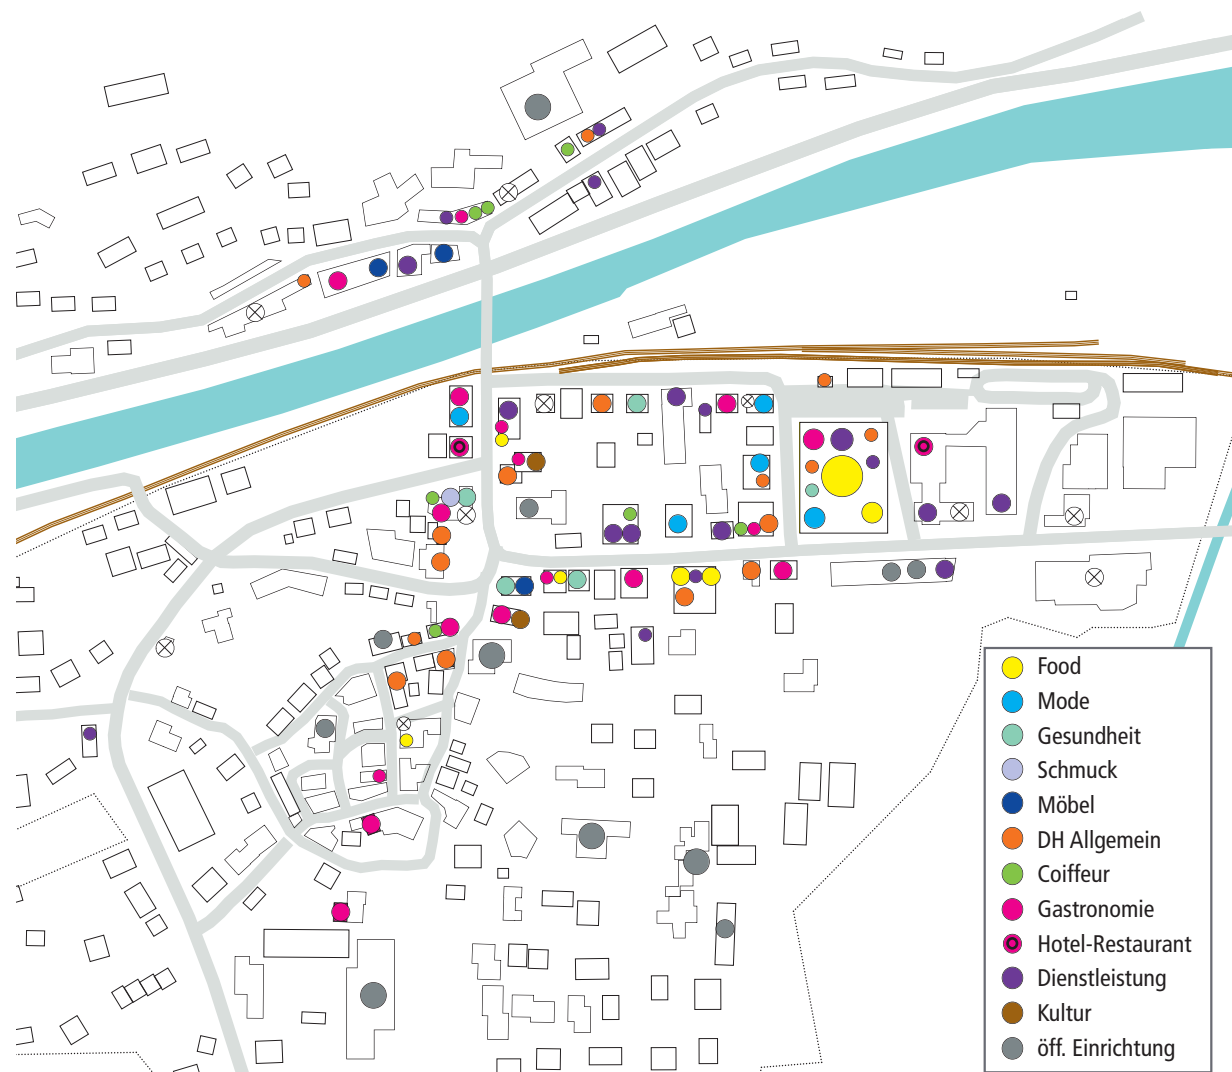 Food
Mode
Gesundheit
Schmuck
Möbel
DH Allgemein
Coiffeur
Gastronomie
Hotel-Restaurant
Dienstleistung
Kultur
öff. Einrichtung